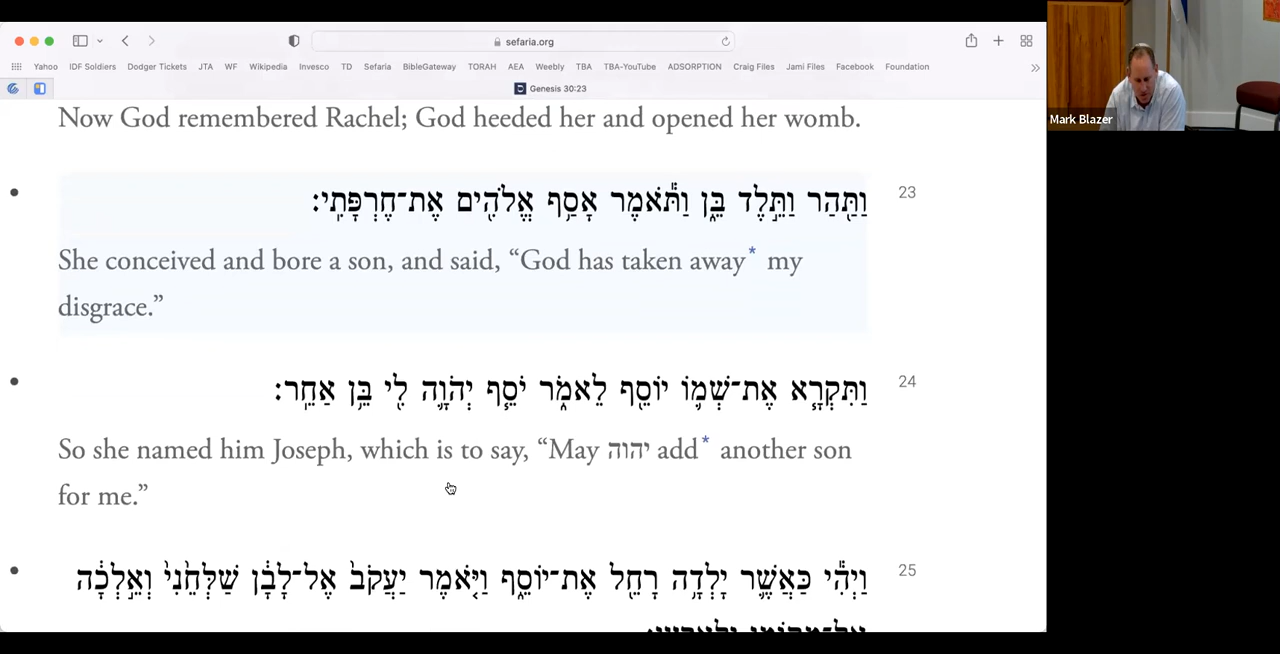 sefaria.org
Yahoo IDF Soldiers Dodger Tickets JTA WF Wikipedia Invesco TD Sefaria BibleGateway TORAH AEA Weebly TBA TBA-YouTube ADSORPTION Craig Files Jami Files Facebook Foundation
Genesis 30:23
Mark Blazer
Now God remembered Rachel; God heeded her and opened her womb.
23
וַתַּ֖הַר וַתֵּ֣לֶד בֵּ֑ן וַתֹּ֕אמֶר אָסַ֥ף אֱלֹהִ֖ים אֶת־חֶרְפָּתִֽי׃
She conceived and bore a son, and said, “God has taken away* my
disgrace.”
24
וַתִּקְרָ֧א אֶת־שְׁמ֛וֹ יוֹסֵ֖ף לֵאמֹ֑ר יֹסֵ֧ף יְהֹוָ֛ה לִ֖י בֵּ֥ן אַחֵֽר׃
So she named him Joseph, which is to say, “May יהוה add* another son
for me.”
25
וַיְהִ֕י כַּאֲשֶׁ֛ר יָלְדָ֥ה רָחֵ֖ל אֶת־יוֹסֵ֑ף וַיֹּ֤אמֶר יַעֲקֹב֙ אֶל־לָבָ֔ן שַׁלְּחֵ֙נִי֙ וְאֵ֣לְכָ֔ה